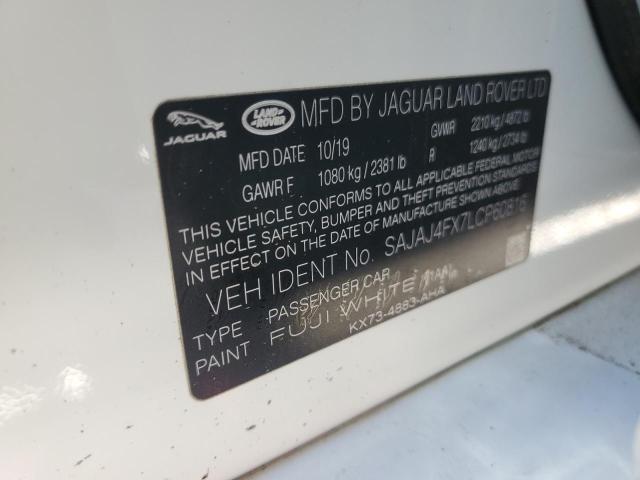 JAGUAR LAND ROVER MFD BY JAGUAR LAND ROVER LTD
MFD DATE 10/19 GVWR 2210 kg / 4872 lb
GAWR F 1080 kg / 2381 lb R 1240 kg / 2734 lb
THIS VEHICLE CONFORMS TO ALL APPLICABLE FEDERAL MOTOR
VEHICLE SAFETY, BUMPER AND THEFT PREVENTION STANDARDS
IN EFFECT ON THE DATE OF MANUFACTURE SHOWN ABOVE
VEH IDENT No. SAJAJ4FX7LCP60816
TYPE PASSENGER CAR
PAINT FUJI WHITE (1AA)
KX73-4883-AHA